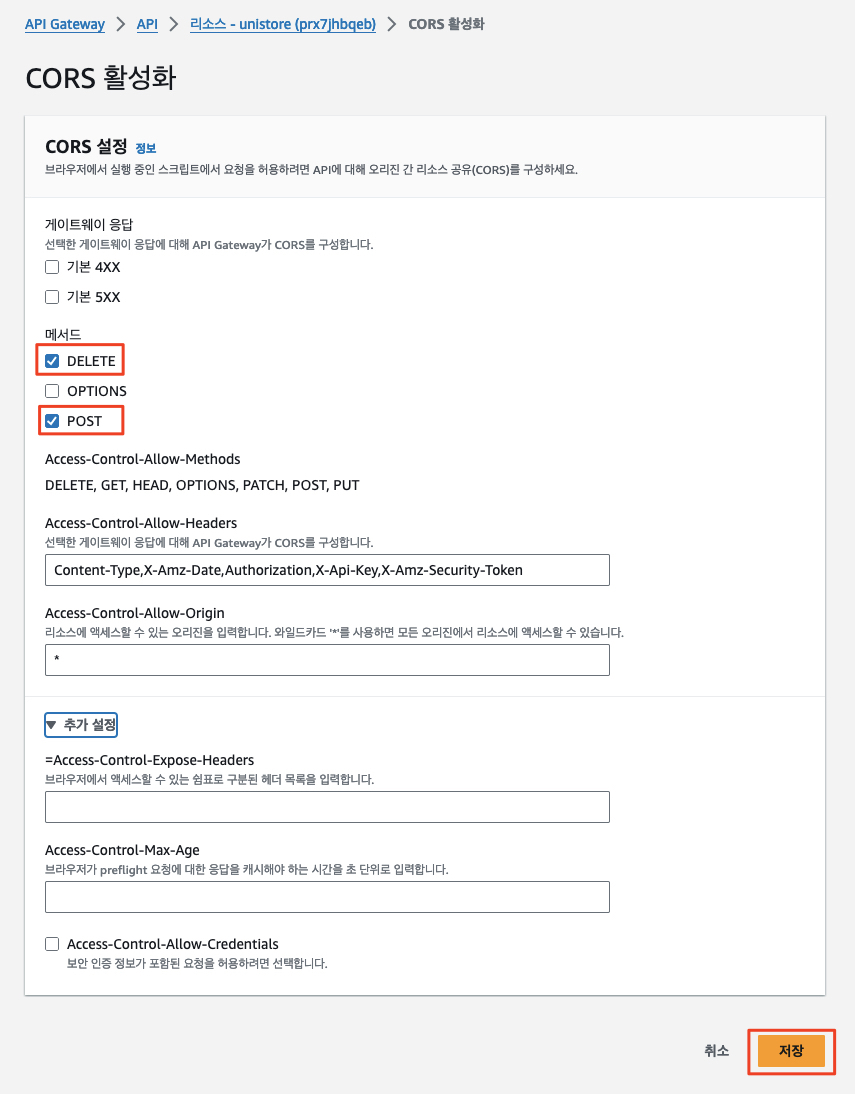 API Gateway > API > 리소스 - unistore (prx7jhbqeb) > CORS 활성화
CORS 활성화
CORS 설정 정보
브라우저에서 실행 중인 스크립트에서 요청을 허용하려면 API에 대해 오리진 간 리소스 공유(CORS)를 구성하세요.
게이트웨이 응답
선택한 게이트웨이 응답에 대해 API Gateway가 CORS를 구성합니다.
기본 4XX
기본 5XX
메서드
DELETE
OPTIONS
POST
Access-Control-Allow-Methods
DELETE, GET, HEAD, OPTIONS, PATCH, POST, PUT
Access-Control-Allow-Headers
선택한 게이트웨이 응답에 대해 API Gateway가 CORS를 구성합니다.
Content-Type,X-Amz-Date,Authorization,X-Api-Key,X-Amz-Security-Token
Access-Control-Allow-Origin
리소스에 액세스할 수 있는 오리진을 입력합니다. 와일드카드 '*'를 사용하면 모든 오리진에서 리소스에 액세스할 수 있습니다.
*
▼ 추가 설정
=Access-Control-Expose-Headers
브라우저에서 액세스할 수 있는 쉼표로 구분된 헤더 목록을 입력합니다.
Access-Control-Max-Age
브라우저가 preflight 요청에 대한 응답을 캐시해야 하는 시간을 초 단위로 입력합니다.
Access-Control-Allow-Credentials
보안 인증 정보가 포함된 요청을 허용하려면 선택합니다.
취소 저장